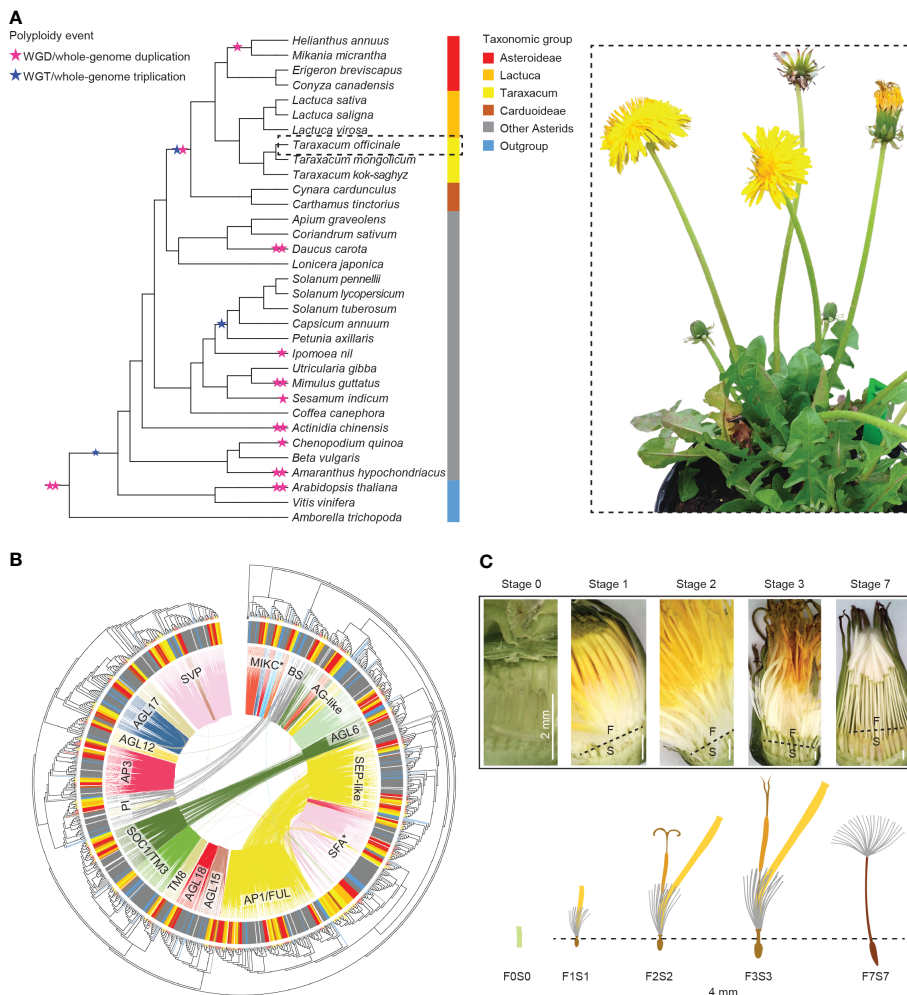 A
Polyploidy event
WGD/whole-genome duplication
WGT/whole-genome triplication
Helianthus annuus
Mikania micrantha
Erigeron breviscapus
Conyza canadensis
Lactuca sativa
Lactuca saligna
Lactuca virosa
Taraxacum officinale
Taraxacum mongolicum
Taraxacum kok-saghyz
Cynara cardunculus
Carthamus tinctorius
Apium graveolens
Coriandrum sativum
Daucus carota
Lonicera japonica
Solanum pennellii
Solanum lycopersicum
Solanum tuberosum
Capsicum annuum
Petunia axillaris
Ipomoea nil
Utricularia gibba
Mimulus guttatus
Sesamum indicum
Coffea canephora
Actinidia chinensis
Chenopodium quinoa
Beta vulgaris
Amaranthus hypochondriacus
Arabidopsis thaliana
Vitis vinifera
Amborella trichopoda
Taxonomic group
Asteroideae
Lactuca
Taraxacum
Carduoideae
Other Asterids
Outgroup
B
MIKC*
BS
AG-like
AGL6
SEP-like
SFA*
AP1/FUL
AGL15
AGL18
TM8
SOC1/TM3
PI
AP3
AGL12
AGL17
SVP
C
Stage 0
Stage 1
Stage 2
Stage 3
Stage 7
2 mm
F
S
F
S
F
S
F
S
F0S0
F1S1
F2S2
F3S3
F7S7
4 mm